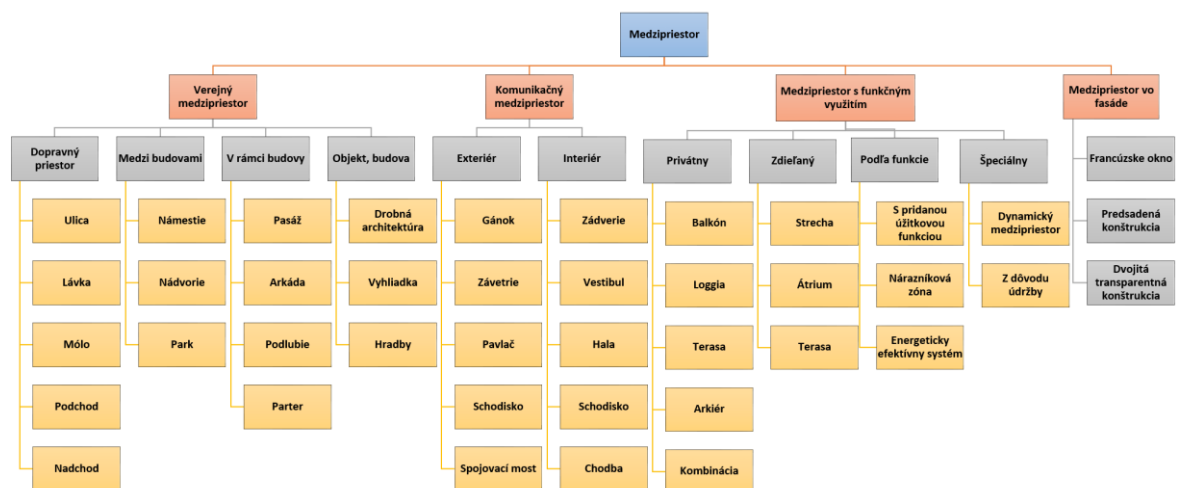 Medzipriestor
Verejný
medzipriestor
Komunikačný
medzipriestor
Medzipriestor s funkčným
využitím
Medzipriestor vo
fasáde
Dopravný
priestor
Medzi budovami
V rámci budovy
Objekt, budova
Exteriér
Interiér
Privátny
Zdieľaný
Podľa funkcie
Špeciálny
Francúzske okno
Ulica
Námestie
Pasáž
Drobná
architektúra
Gánok
Zádverie
Balkón
Strecha
S pridanou
úžitkovou
funkciou
Dynamický
medzipriestor
Predsadená
konštrukcia
Lávka
Nádvorie
Arkáda
Vyhliadka
Závetrie
Vestibul
Loggia
Átrium
Nárazníková
zóna
Z dôvodu
údržby
Dvojitá
transparentná
konštrukcia
Mólo
Park
Podlubie
Hradby
Pavlač
Hala
Terasa
Terasa
Energeticky
efektívny systém
Podchod
Parter
Schodisko
Schodisko
Arkiér
Nadchod
Spojovací most
Chodba
Kombinácia